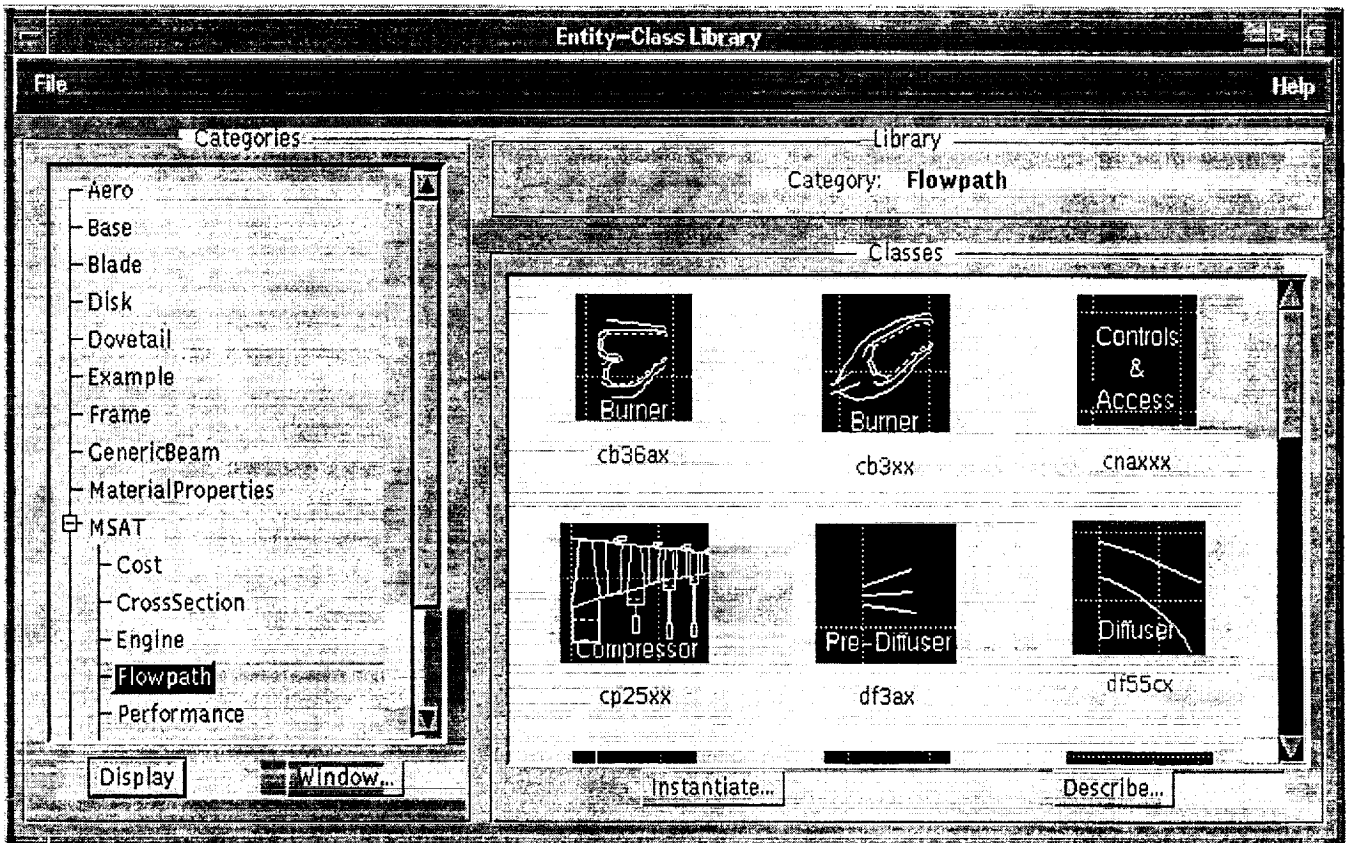 Entity-Class Library
File Help
Categories
Aero
Base
Blade
Disk
Dovetail
Example
Frame
GenericBeam
MaterialProperties
MSAT
Cost
CrossSection
Engine
Flowpath
Performance
Display Window...
Library
Category: Flowpath
Classes
Burner
cb36ax
Burner
cb3xx
Controls
&
Access
cnaxxx
Compressor
cp25xx
Pre-Diffuser
df3ax
Diffuser
df55cx
Instantiate... Describe...